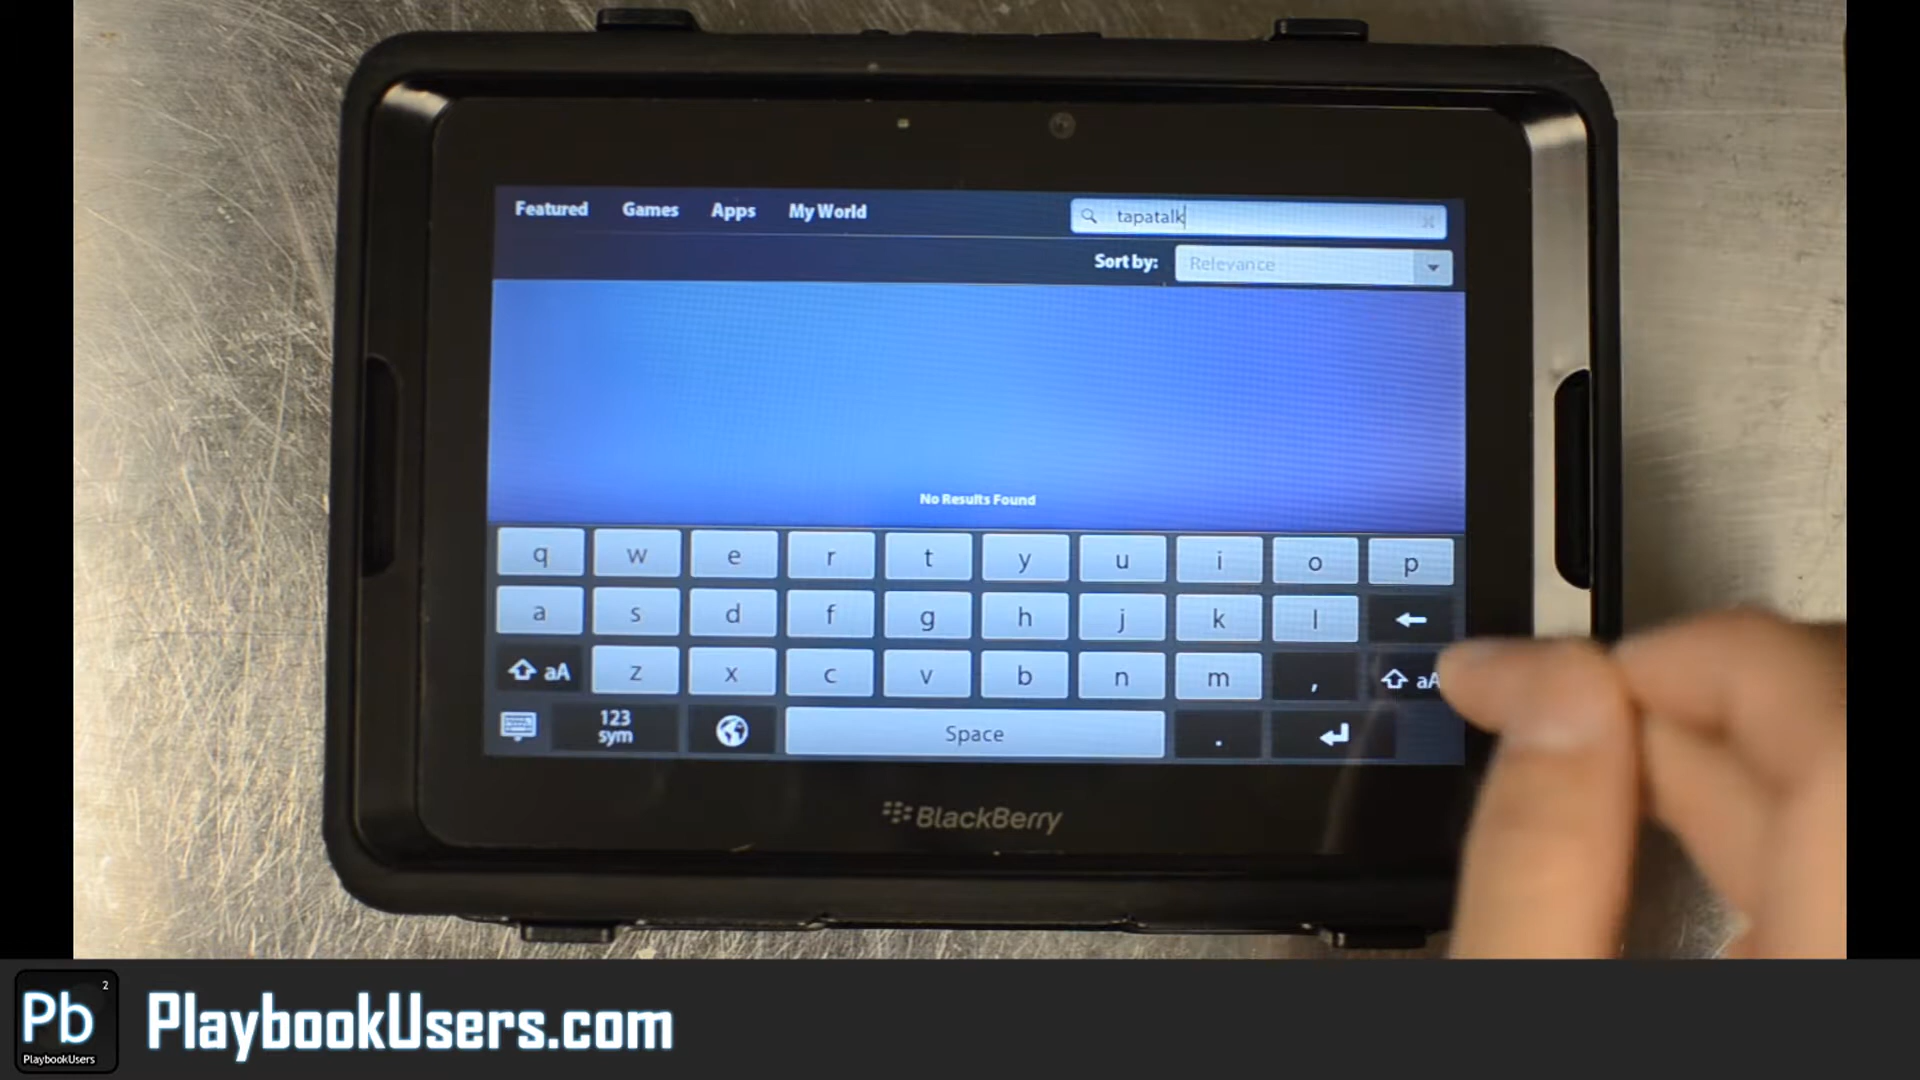 Featured Games Apps My World tapatalk
Sort by: Relevance
No Results Found
q w e r t y u i o p
a s d f g h j k l
aA z x c v b n m , aA
123 sym Space .
BlackBerry
Pb 2
PlaybookUsers
PlaybookUsers.com